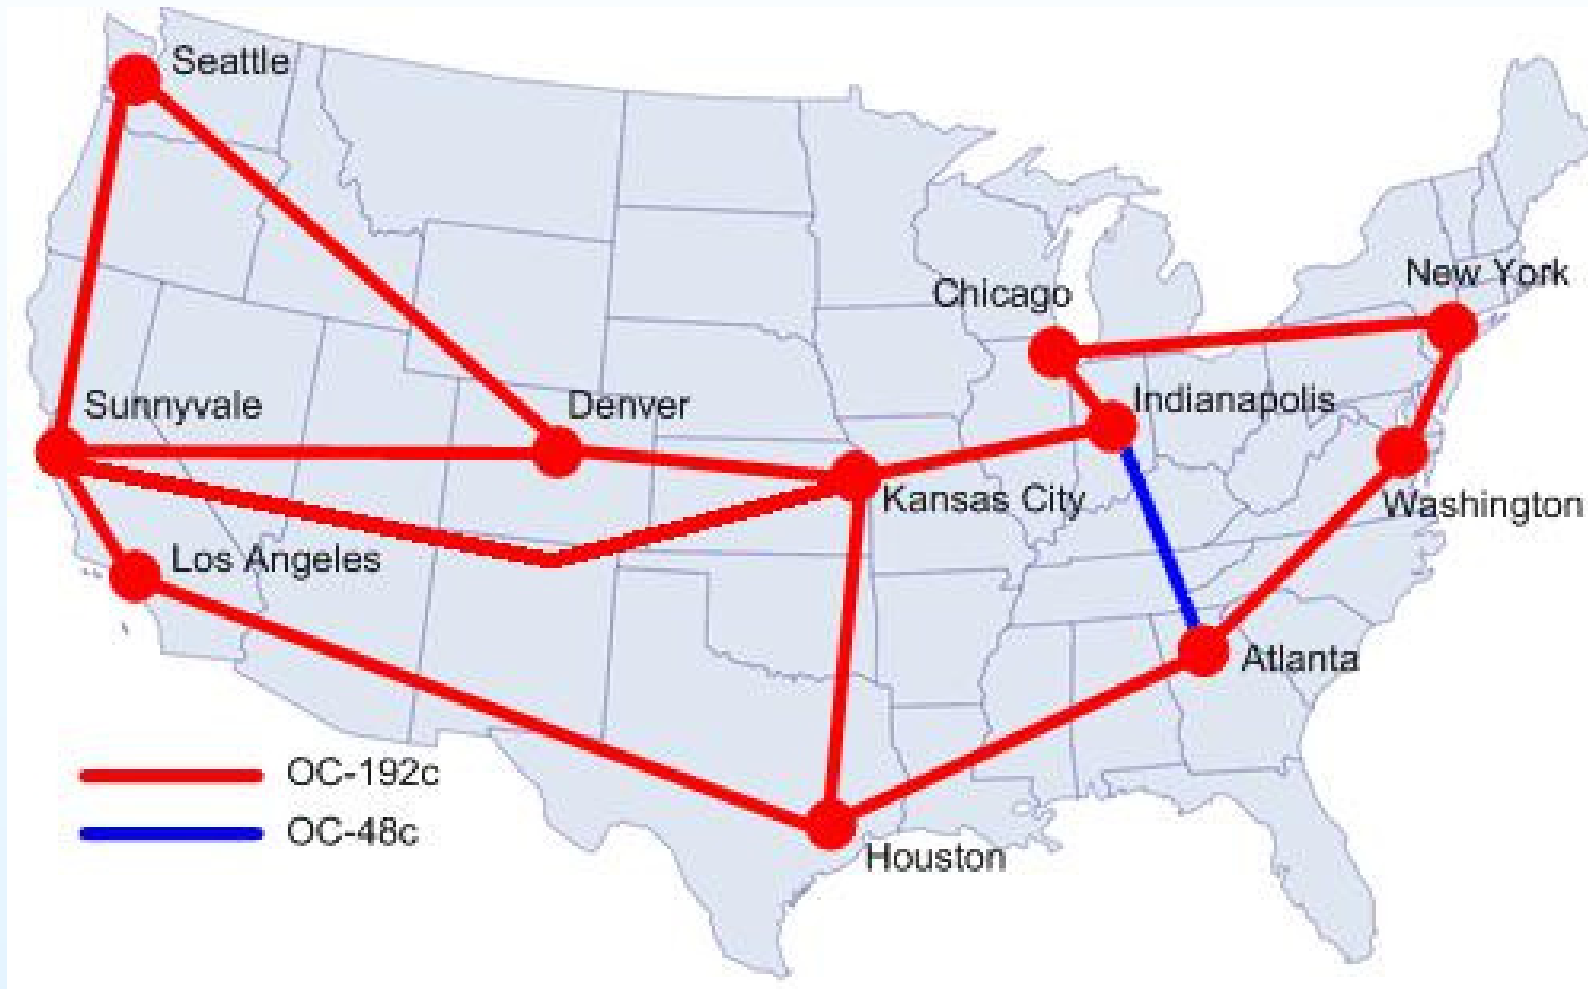 Seattle
New York
Chicago
Indianapolis
Sunnyvale
Denver
Kansas City
Washington
Los Angeles
Atlanta
OC-192c
OC-48c
Houston